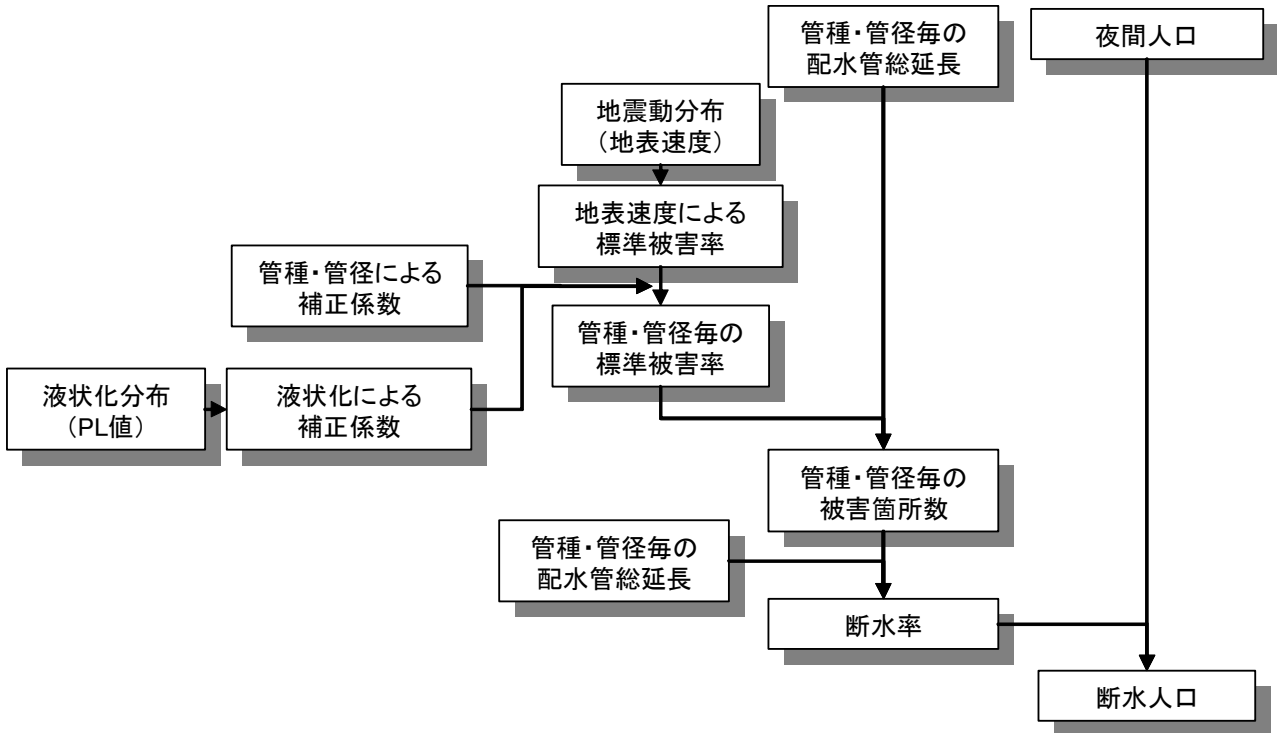 管種・管径毎の
配水管総延長
夜間人口
地震動分布
(地表速度)
地表速度による
標準被害率
管種・管径による
補正係数
管種・管径毎の
標準被害率
液状化分布
(PL値)
液状化による
補正係数
管種・管径毎の
被害箇所数
管種・管径毎の
配水管総延長
断水率
断水人口